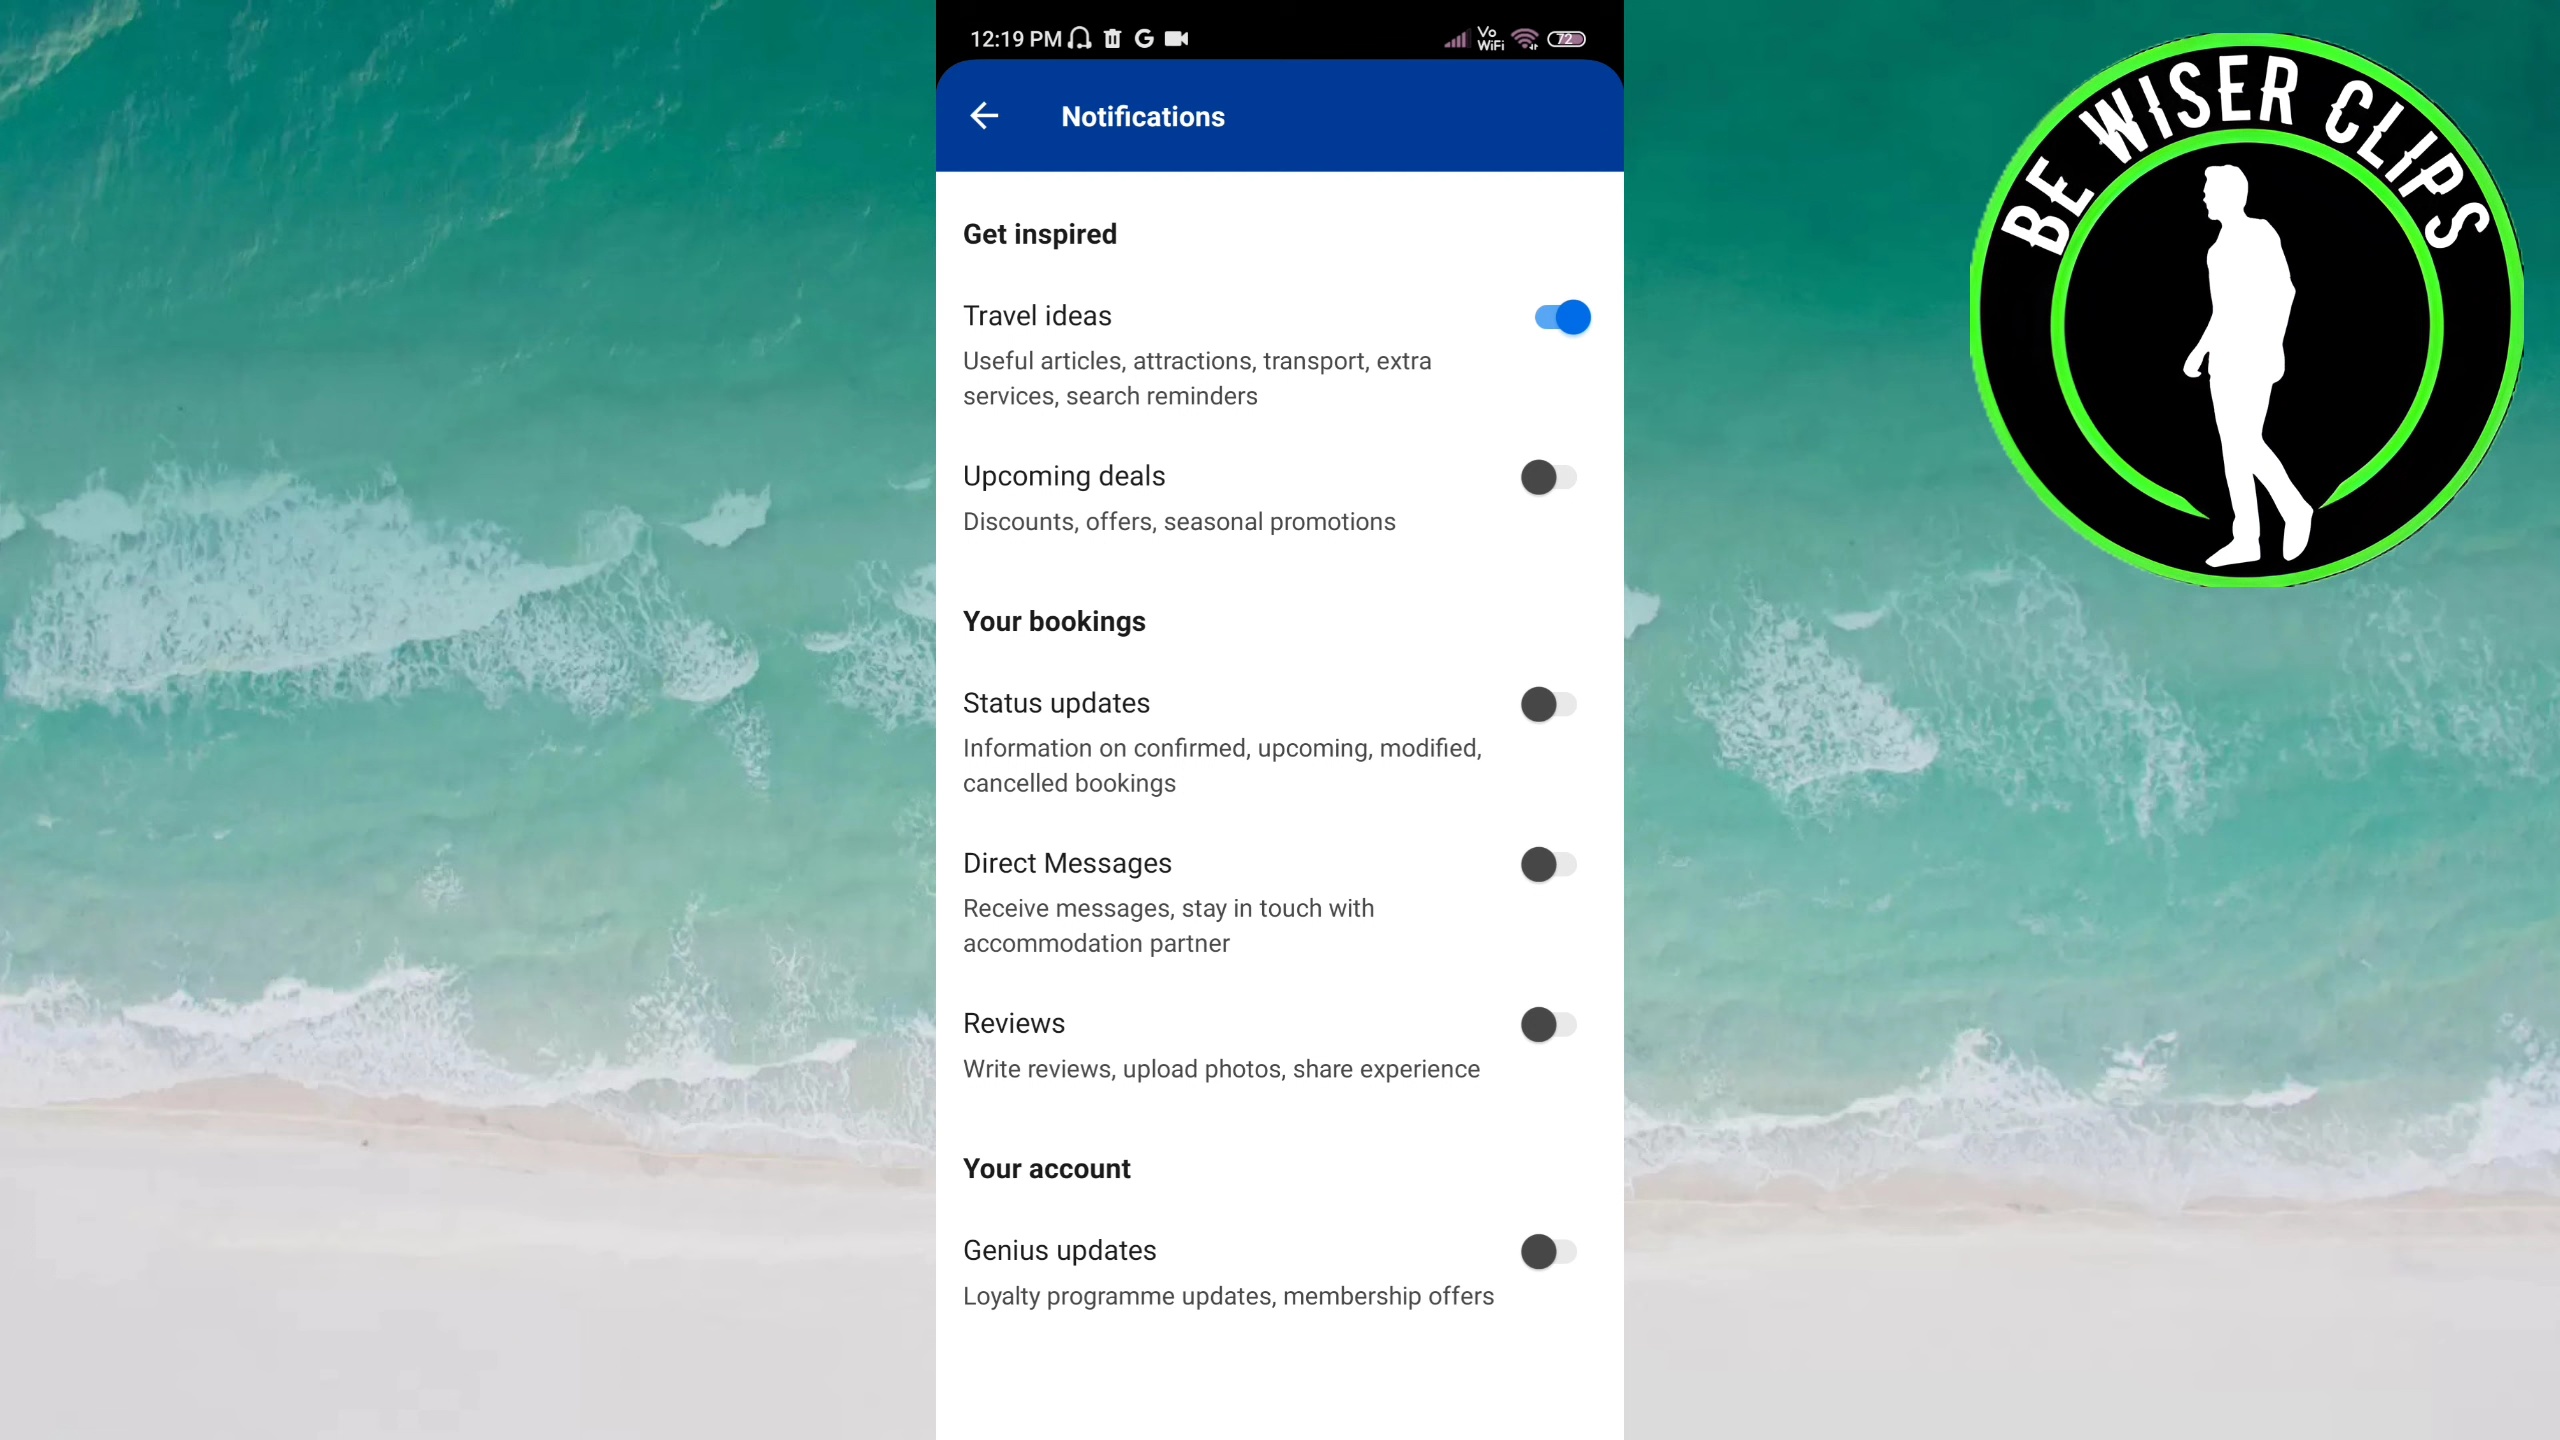 12:19 PM
Vo
WiFi
72
Notifications
BE WISER CLIPS
Get inspired
Travel ideas
Useful articles, attractions, transport, extra
services, search reminders
Upcoming deals
Discounts, offers, seasonal promotions
Your bookings
Status updates
Information on confirmed, upcoming, modified,
cancelled bookings
Direct Messages
Receive messages, stay in touch with
accommodation partner
Reviews
Write reviews, upload photos, share experience
Your account
Genius updates
Loyalty programme updates, membership offers